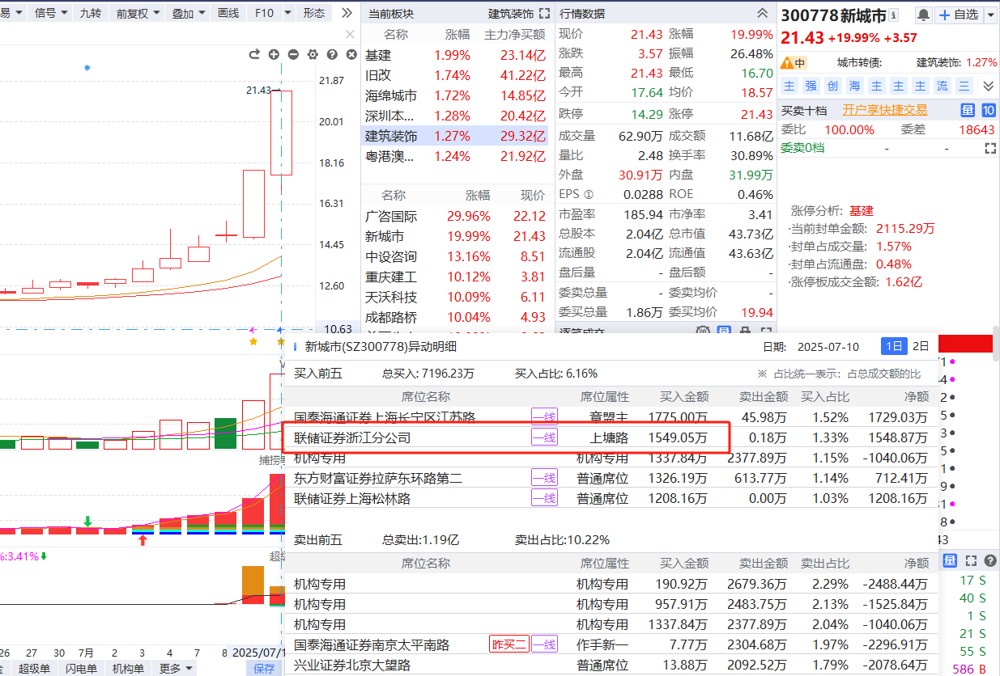 易 信号 九转 前复权 叠加 画线 F10 形态
21.43
21.87
20.01
18.16
16.31
14.45
12.60
10.63
捕捞季
%:3.41%
超级
26 27 30 7月 2 3 4 7 8 2025/07/1
金 超级单 闪电单 机构单 更多 保存
当前板块 建筑装饰
名称 涨幅 主力净买额
基建 1.99% 23.14亿
旧改 1.74% 41.22亿
海绵城市 1.72% 14.85亿
深圳本... 1.28% 20.42亿
建筑装饰 1.27% 29.32亿
粤港澳... 1.24% 21.92亿
名称 涨幅 现价
广咨国际 29.96% 22.12
新城市 19.99% 21.43
中设咨询 13.16% 8.51
重庆建工 10.12% 3.81
天沃科技 10.09% 6.11
成都路桥 10.04% 4.93
行情数据
现价 21.43 涨幅 19.99%
涨跌 3.57 振幅 26.48%
最高 21.43 最低 16.70
今开 17.64 均价 18.57
跌停 14.29 涨停 21.43
成交量 62.90万 成交额 11.68亿
量比 2.48 换手率 30.89%
外盘 30.91万 内盘 31.99万
EPS ① 0.0288 ROE 0.46%
市盈率 185.94 市净率 3.41
总股本 2.04亿 总市值 43.73亿
流通股 2.04亿 流通值 43.63亿
盘后量 - 盘后额 -
委卖总量 - 委卖均价 -
委买总量 1.86万 委买均价 19.94
逐笔成交
300778新城市 自选
21.43 +19.99% +3.57
中 城市转债: 建筑装饰: 1.27%
主 强 创 海 主 主 主 流 三
买卖十档 开户享快捷交易 量 10
委比 100.00% 委差 18643
委卖0档 - -
涨停分析: 基建
·当前封单金额: 2115.29万
·封单占成交量: 1.57%
·封单占流通盘: 0.48%
·涨停板成交金额: 1.62亿
新城市(SZ300778)异动明细 日期: 2025-07-10 1日 2日
买入前五 总买入: 7196.23万 买入占比: 6.16% ※ 占比统一表示: 占总成交额的比
席位名称 席位属性 买入金额 卖出金额 买入占比 净额
国泰海通证券上海长宁区江苏路 一线 章盟主 1775.00万 45.98万 1.52% 1729.03万
联储证券浙江分公司 一线 上塘路 1549.05万 0.18万 1.33% 1548.87万
机构专用 机构专用 1337.84万 2377.89万 1.15% -1040.06万
东方财富证券拉萨东环路第二 一线 普通席位 1326.19万 613.77万 1.14% 712.41万
联储证券上海松林路 一线 普通席位 1208.16万 0.00万 1.03% 1208.16万
卖出前五 总卖出:1.19亿 卖出占比:10.22%
席位名称 席位属性 买入金额 卖出金额 卖出占比 净额
机构专用 机构专用 190.92万 2679.36万 2.29% -2488.44万
机构专用 机构专用 957.91万 2483.75万 2.13% -1525.84万
机构专用 机构专用 1337.84万 2377.89万 2.04% -1040.06万
国泰海通证券南京太平南路 昨买二 一线 作手新一 7.77万 2304.68万 1.97% -2296.91万
兴业证券北京大望路 普通席位 13.88万 2092.52万 1.79% -2078.64万
量
17 S
40 S
1 S
21 S
55 S
586 B